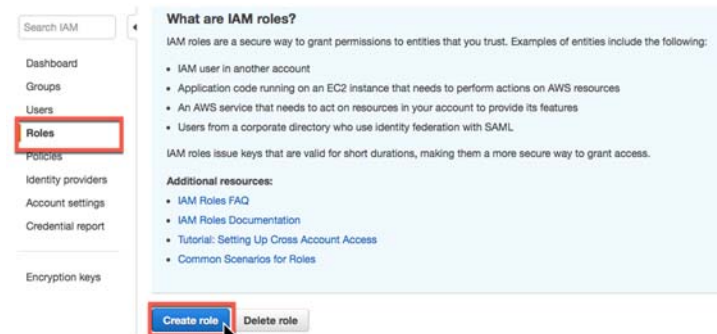 Search IAM
Dashboard
Groups
Users
Roles
Policies
Identity providers
Account settings
Credential report
Encryption keys
What are IAM roles?
IAM roles are a secure way to grant permissions to entities that you trust. Examples of entities include the following:
• IAM user in another account
• Application code running on an EC2 instance that needs to perform actions on AWS resources
• An AWS service that needs to act on resources in your account to provide its features
• Users from a corporate directory who use identity federation with SAML
IAM roles issue keys that are valid for short durations, making them a more secure way to grant access.
Additional resources:
• IAM Roles FAQ
• IAM Roles Documentation
• Tutorial: Setting Up Cross Account Access
• Common Scenarios for Roles
Create role
Delete role